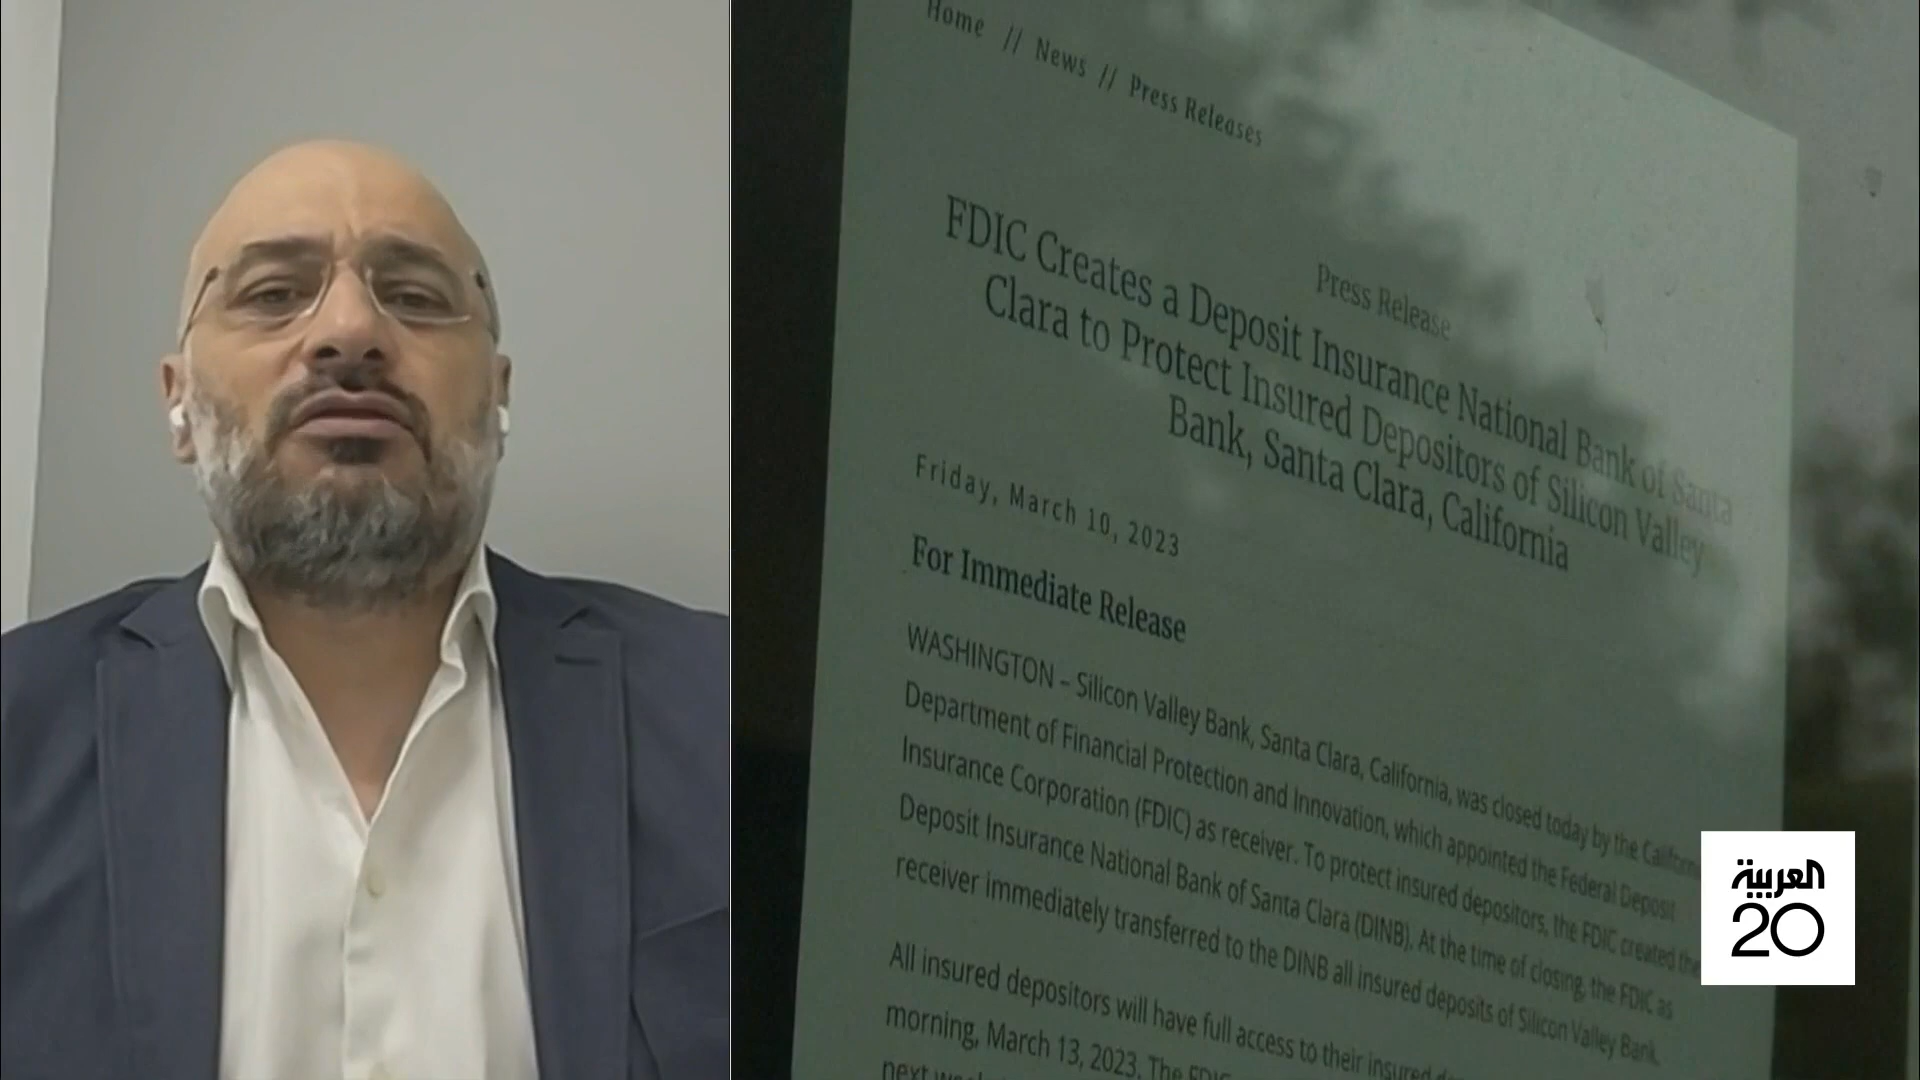 Home // News // Press Releases
Press Release
FDIC Creates a Deposit Insurance National Bank of Santa
Clara to Protect Insured Depositors of Silicon Valley
Bank, Santa Clara, California
Friday, March 10, 2023
For Immediate Release
WASHINGTON – Silicon Valley Bank, Santa Clara, California, was closed today by the
Department of Financial Protection and Innovation, which appointed the Federal Deposit
Insurance Corporation (FDIC) as receiver. To protect insured depositors, the FDIC created the
Deposit Insurance National Bank of Santa Clara (DINB). At the time of closing, the FDIC as
receiver immediately transferred to the DINB all insured deposits of Silicon Valley Bank.
All insured depositors will have full access to their insured
morning, March 13, 2023. The FDIC
next
العربية
20